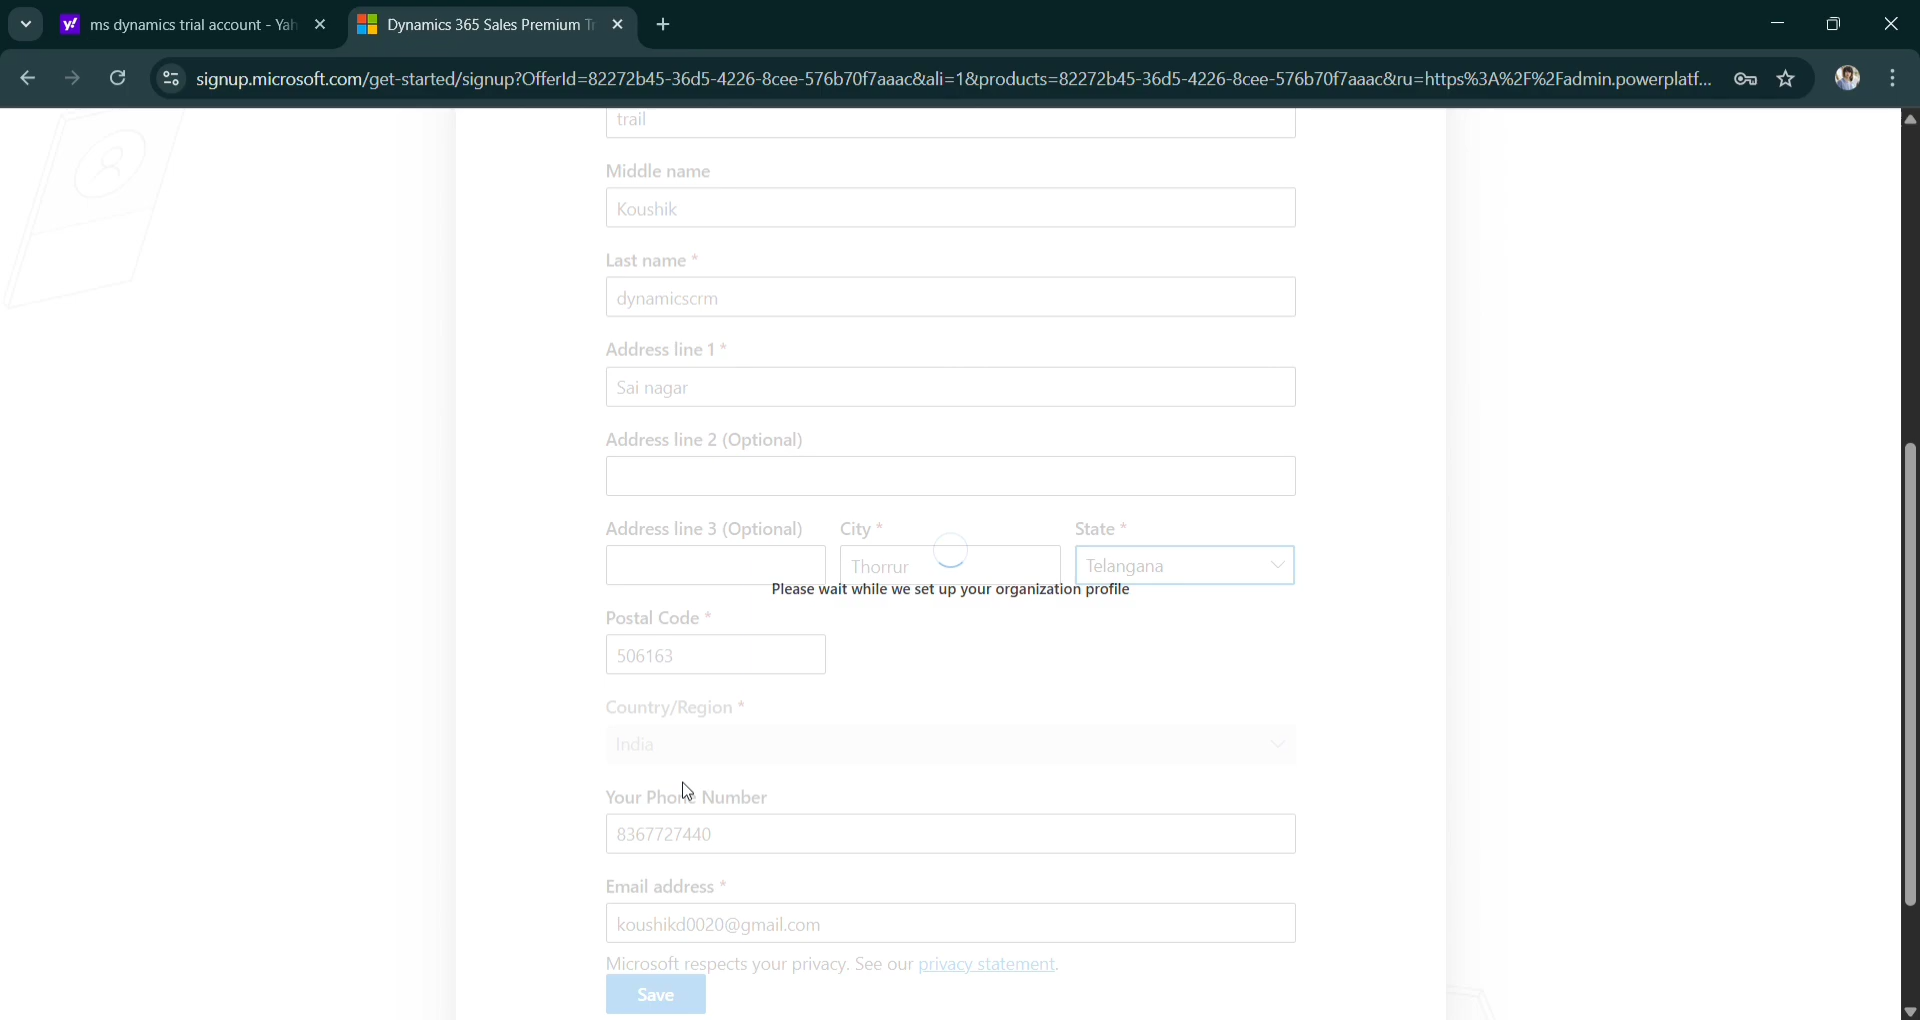 ms dynamics trial account - Yah
Dynamics 365 Sales Premium Tr
signup.microsoft.com/get-started/signup?OfferId=82272b45-36d5-4226-8cee-576b70f7aaac&ali=1&products=82272b45-36d5-4226-8cee-576b70f7aaac&ru=https%3A%2F%2Fadmin.powerplatf...
trail
Middle name
Koushik
Last name *
dynamicscrm
Address line 1 *
Sai nagar
Address line 2 (Optional)
Address line 3 (Optional) City * State *
Thorrur Telangana
Please wait while we set up your organization profile
Postal Code *
506163
Country/Region *
India
Your Phone Number
8367727440
Email address *
koushikd0020@gmail.com
Microsoft respects your privacy. See our privacy statement.
Save